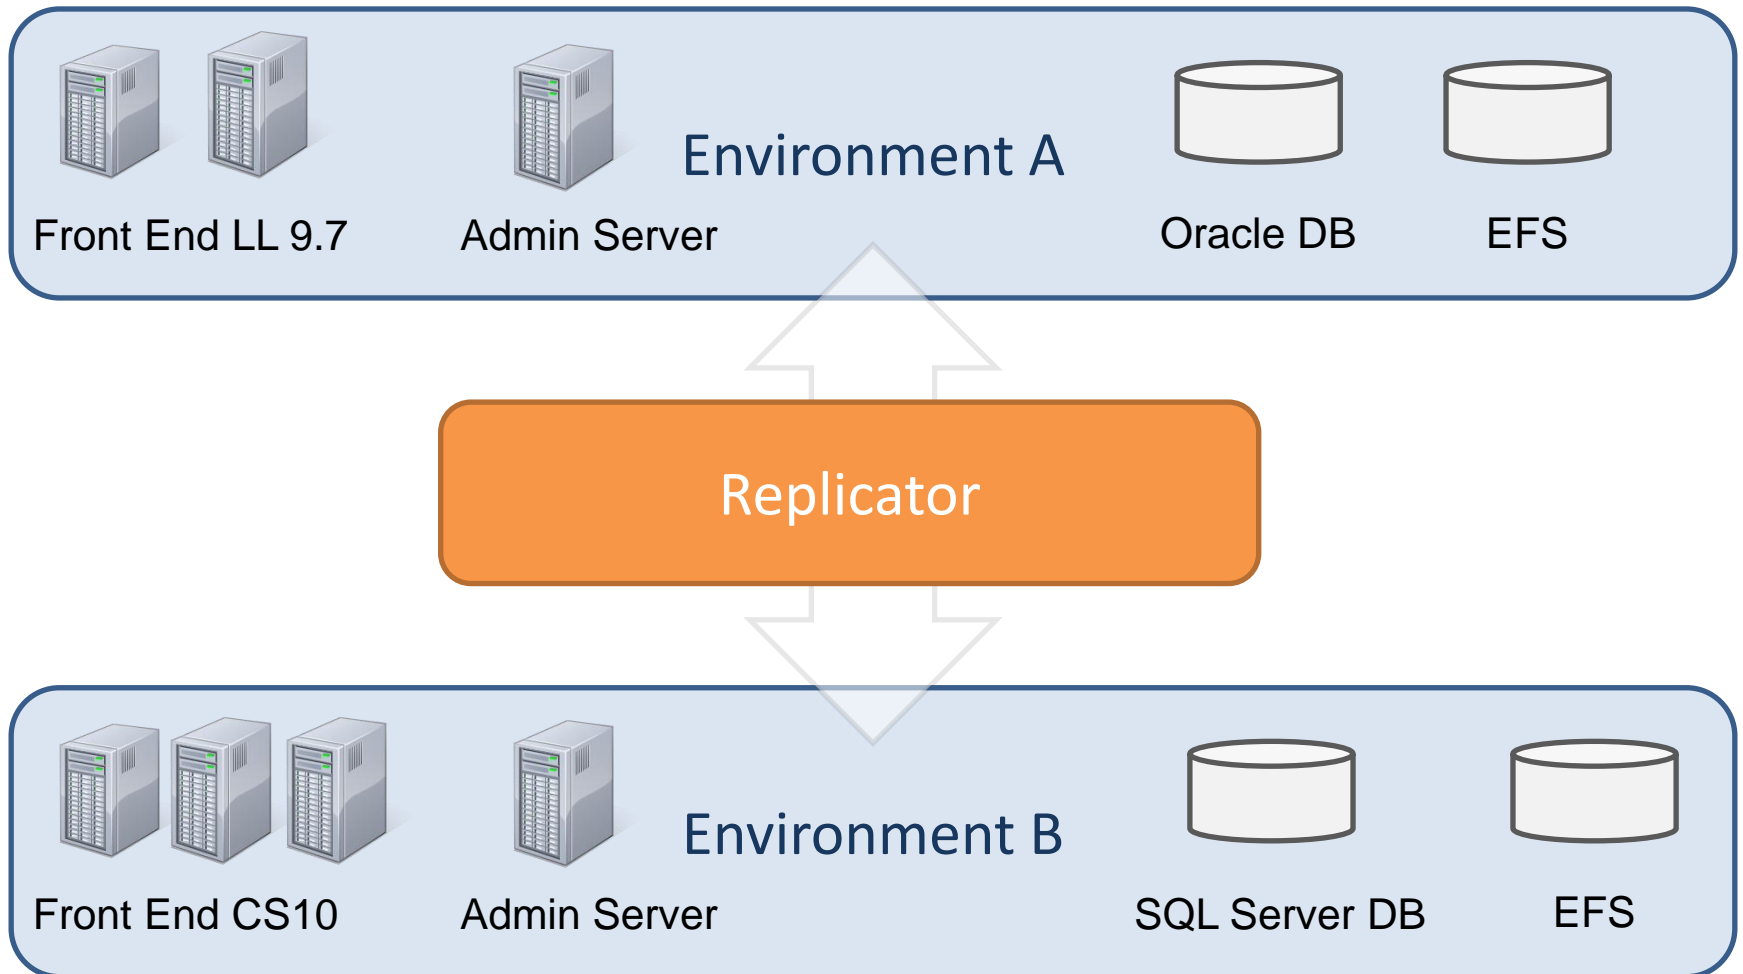 Environment A
Front End LL 9.7
Admin Server
Oracle DB
EFS
Replicator
Environment B
Front End CS10
Admin Server
SQL Server DB
EFS